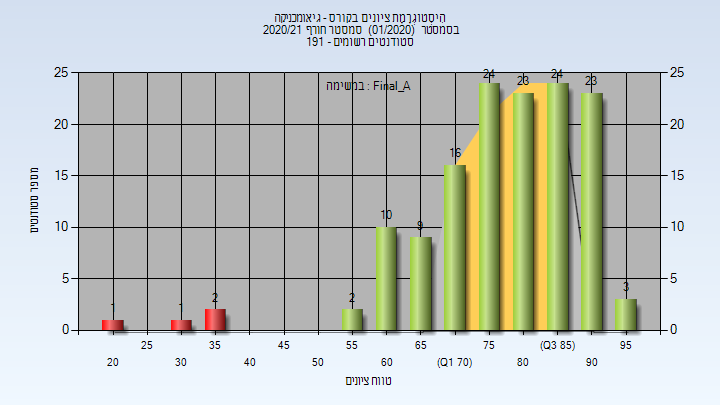 היסטוגרמת ציונים בקורס - גיאומכניקה
בסמסטר (01/2020) סמסטר חורף 2020/21
סטודנטים רשומים - 191
במשימה : Final_A
מספר סטודנטים
25 25
20 20
15 15
10 10
5 5
0 0
1 1 2 2 10 9 16 24 23 24 23 3
25 35 45 55 65 75 (Q3 85) 95
20 30 40 50 60 (Q1 70) 80 90
טווח ציונים